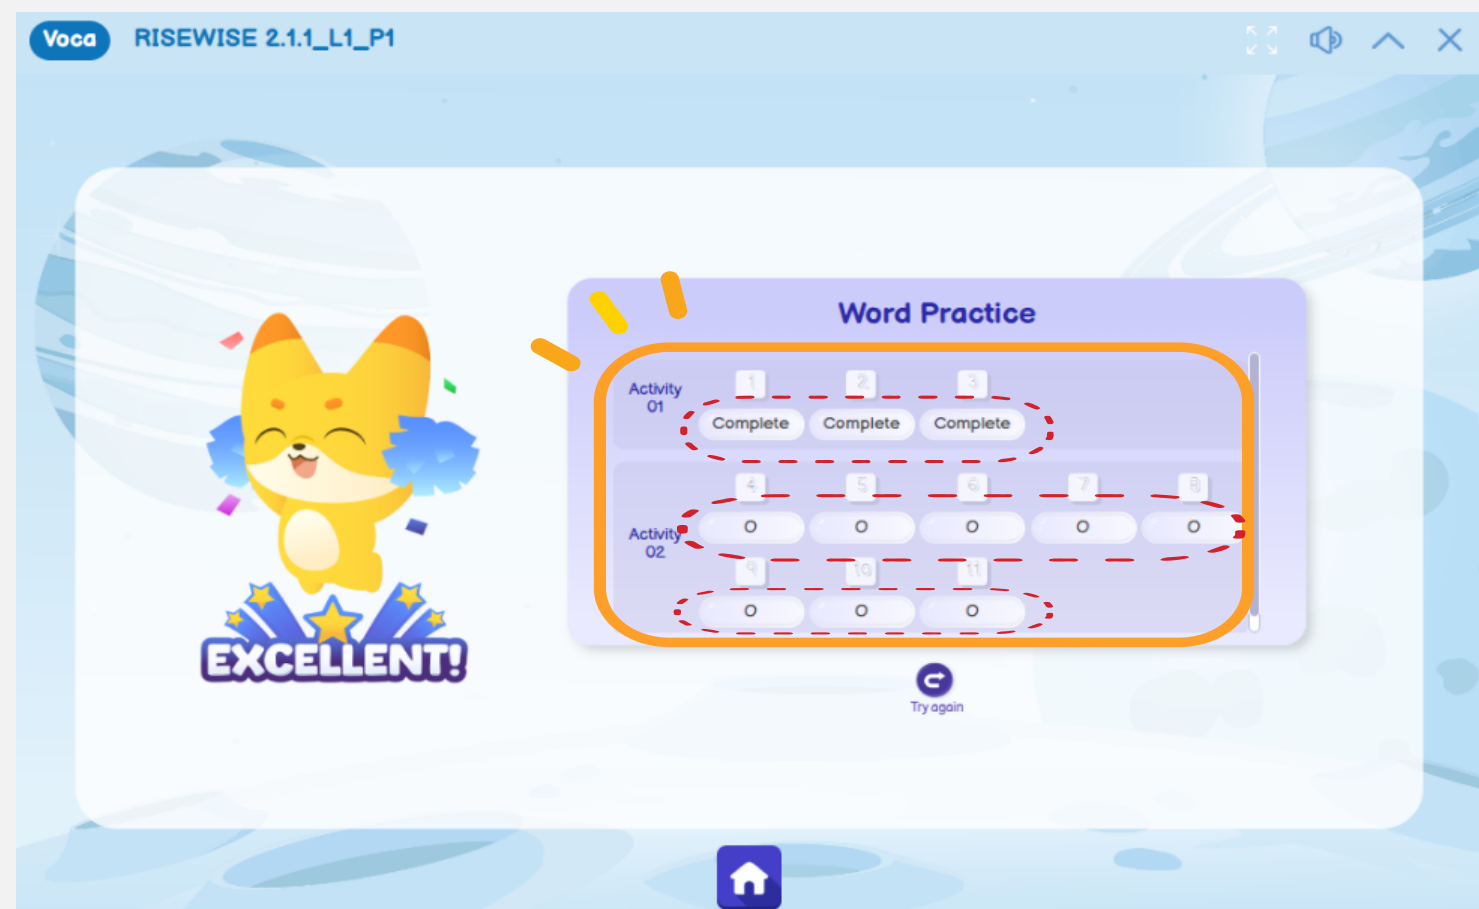 Voca RISEWISE 2.1.1_L1_P1
Word Practice
1 2 3
Activity 01
Complete Complete Complete
4 5 6 7 8
Activity 02
O O O O O
9 10 11
O O O
EXCELLENT!
Try again